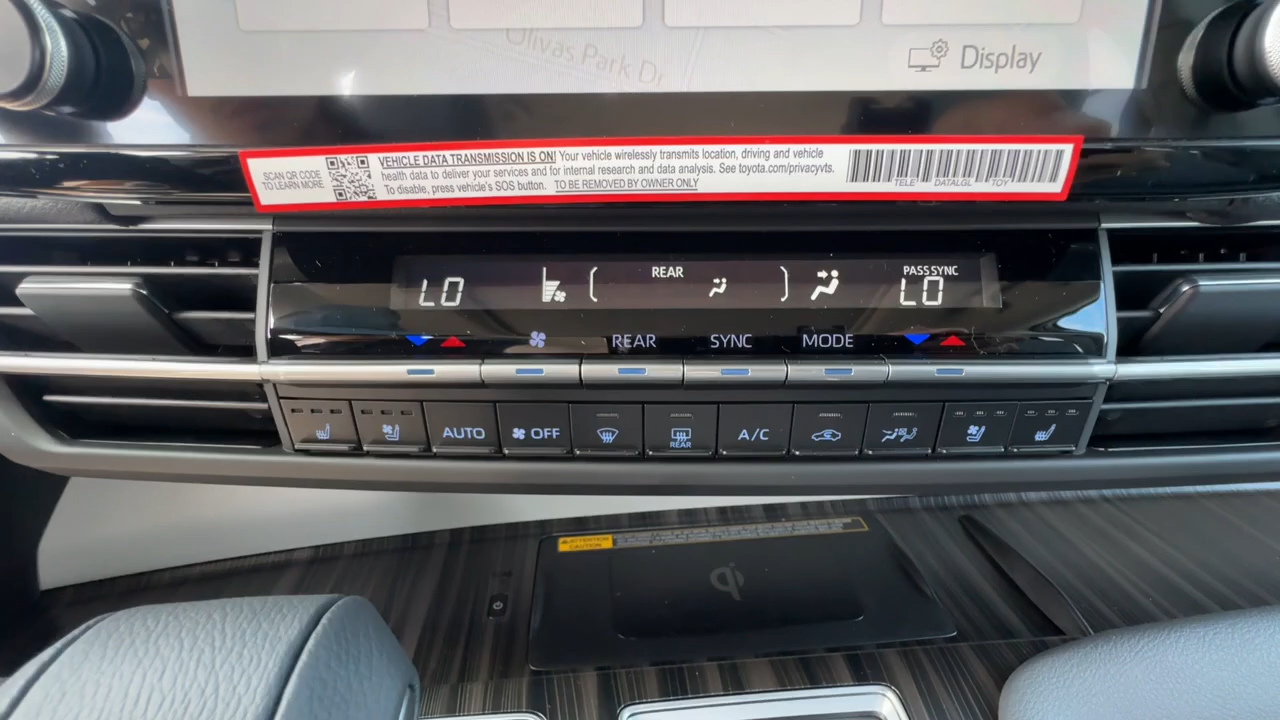 Olivas Park Dr
Display
SCAN QR CODE
TO LEARN MORE.
VEHICLE DATA TRANSMISSION IS ON! Your vehicle wirelessly transmits location, driving and vehicle
health data to deliver your services and for internal research and data analysis. See toyota.com/privacyvts.
To disable, press vehicle's SOS button. TO BE REMOVED BY OWNER ONLY
TELE DATALGL TOY
REAR PASS SYNC
LO LO
REAR SYNC MODE
AUTO OFF REAR A/C
ATTENTION
CAUTION